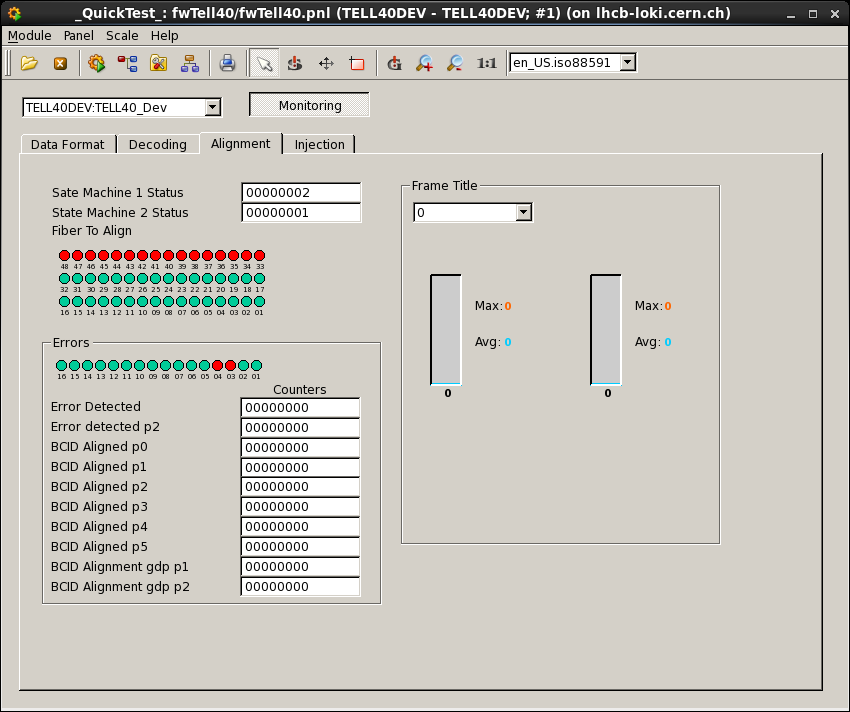 _QuickTest_: fwTell40/fwTell40.pnl (TELL40DEV - TELL40DEV; #1) (on lhcb-loki.cern.ch)
Module Panel Scale Help
1:1 en_US.iso88591
TELL40DEV:TELL40_Dev Monitoring
Data Format Decoding Alignment Injection
Sate Machine 1 Status 00000002
State Machine 2 Status 00000001
Fiber To Align
48 47 46 45 44 43 42 41 40 39 38 37 36 35 34 33
32 31 30 29 28 27 26 25 24 23 22 21 20 19 18 17
16 15 14 13 12 11 10 09 08 07 06 05 04 03 02 01
Errors
16 15 14 13 12 11 10 09 08 07 06 05 04 03 02 01
Counters
Error Detected 00000000
Error detected p2 00000000
BCID Aligned p0 00000000
BCID Aligned p1 00000000
BCID Aligned p2 00000000
BCID Aligned p3 00000000
BCID Aligned p4 00000000
BCID Aligned p5 00000000
BCID Alignment gdp p1 00000000
BCID Alignment gdp p2 00000000
Frame Title
0
Max: 0
Avg: 0
0
Max: 0
Avg: 0
0